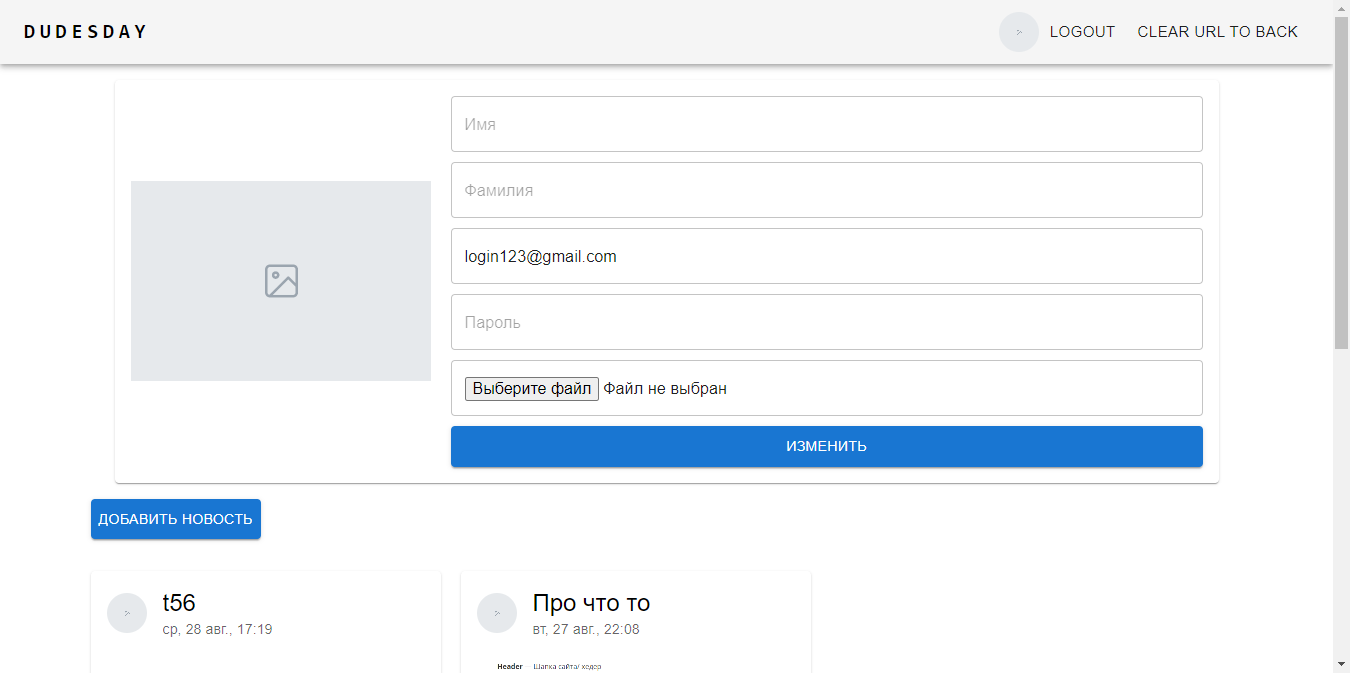 DUDESDAY
LOGOUT
CLEAR URL TO BACK
Имя
Фамилия
login123@gmail.com
Пароль
Выберите файл Файл не выбран
ИЗМЕНИТЬ
ДОБАВИТЬ НОВОСТЬ
t56
ср, 28 авг., 17:19
Про что то
вт, 27 авг., 22:08
Header – Шапка сайта/ хедер